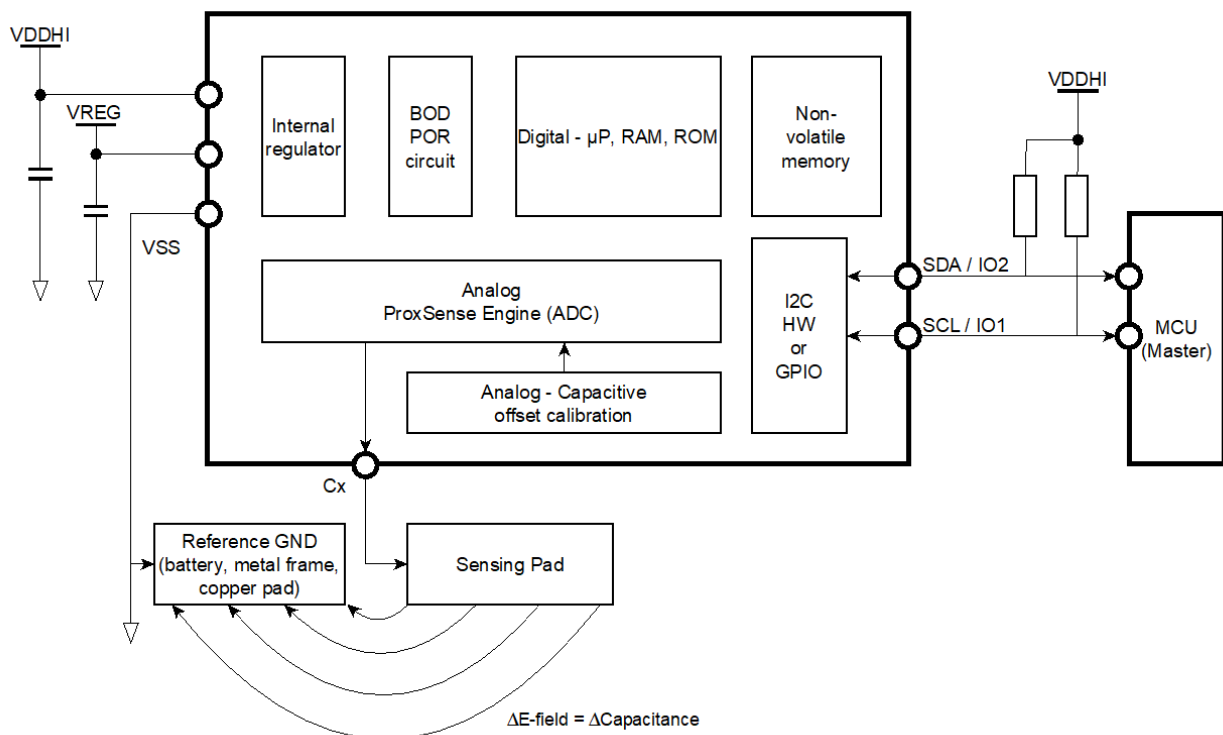 VDDHI
VREG
VSS
Internal
regulator
BOD
POR
circuit
Digital - µP, RAM, ROM
Non-
volatile
memory
Analog
ProxSense Engine (ADC)
Analog - Capacitive
offset calibration
I2C
HW
or
GPIO
SDA / IO2
SCL / IO1
VDDHI
MCU
(Master)
Cx
Reference GND
(battery, metal frame,
copper pad)
Sensing Pad
ΔE-field = ΔCapacitance